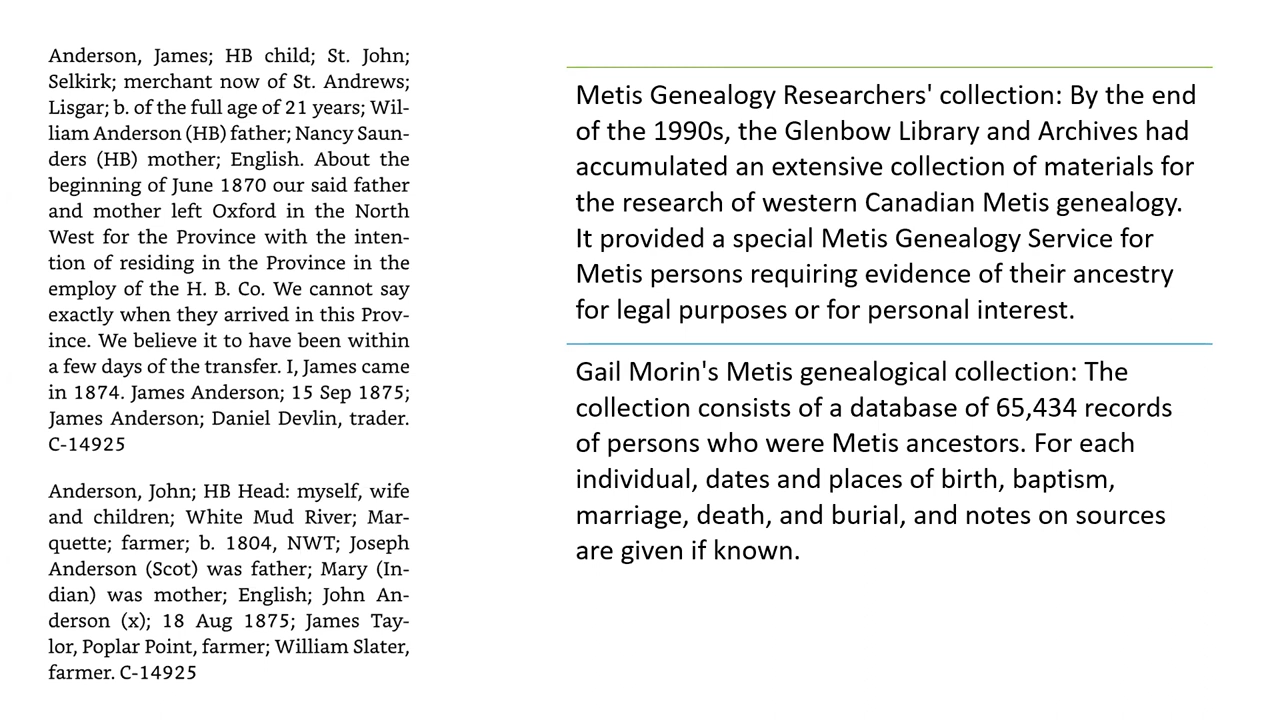 Anderson, James; HB child; St. John;
Selkirk; merchant now of St. Andrews;
Lisgar; b. of the full age of 21 years; Wil-
liam Anderson (HB) father; Nancy Saun-
ders (HB) mother; English. About the
beginning of June 1870 our said father
and mother left Oxford in the North
West for the Province with the inten-
tion of residing in the Province in the
employ of the H. B. Co. We cannot say
exactly when they arrived in this Prov-
ince. We believe it to have been within
a few days of the transfer. I, James came
in 1874. James Anderson; 15 Sep 1875;
James Anderson; Daniel Devlin, trader.
C-14925
Anderson, John; HB Head: myself, wife
and children; White Mud River; Mar-
quette; farmer; b. 1804, NWT; Joseph
Anderson (Scot) was father; Mary (In-
dian) was mother; English; John An-
derson (x); 18 Aug 1875; James Tay-
lor, Poplar Point, farmer; William Slater,
farmer. C-14925
Metis Genealogy Researchers' collection: By the end
of the 1990s, the Glenbow Library and Archives had
accumulated an extensive collection of materials for
the research of western Canadian Metis genealogy.
It provided a special Metis Genealogy Service for
Metis persons requiring evidence of their ancestry
for legal purposes or for personal interest.
Gail Morin's Metis genealogical collection: The
collection consists of a database of 65,434 records
of persons who were Metis ancestors. For each
individual, dates and places of birth, baptism,
marriage, death, and burial, and notes on sources
are given if known.